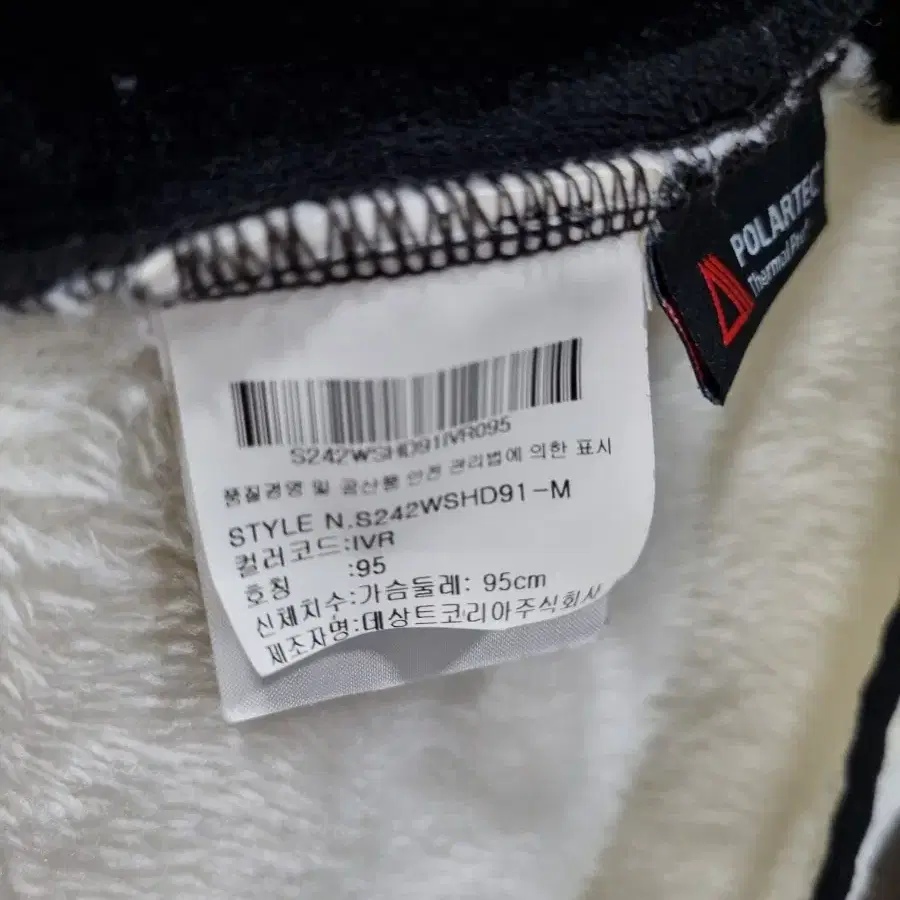 S242WSHD91IVR095
품질경영 및 공산품 안전 관리법에 의한 표시
STYLE N.S242WSHD91-M
컬러코드:IVR
호칭 :95
신체치수:가슴둘레: 95cm
제조자명:데상트코리아주식회사
POLARTEC
Thermal